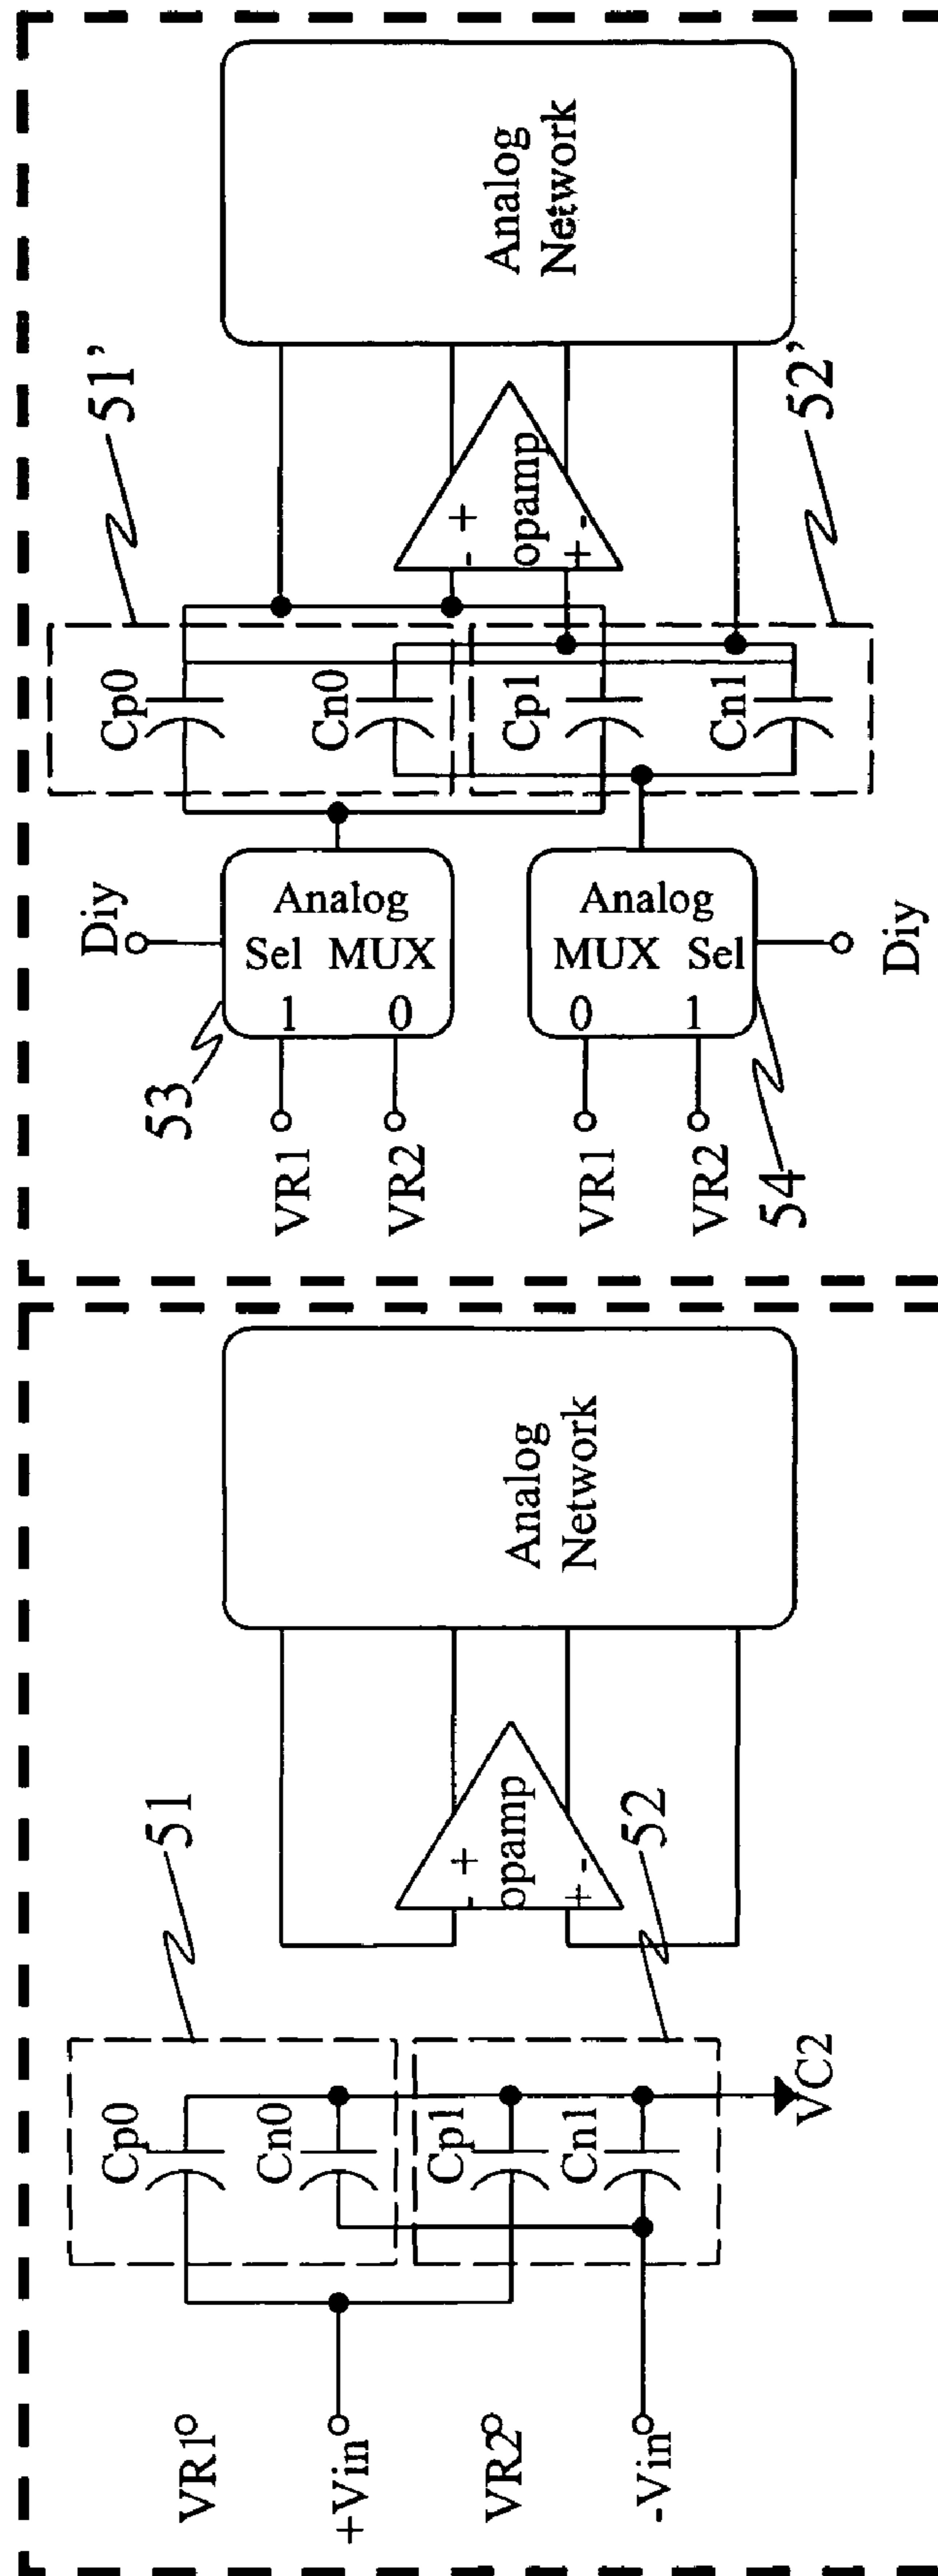 VR1
+Vin
VR2
-Vin
Cp0
Cn0
Cp1
Cn1
VC2
51
52
-
+
opamp
+
-
Analog
Network
VR1
VR2
VR1
VR2
53
54
Diy
Analog
Sel MUX
1
0
Analog
MUX Sel
0
1
Diy
Cp0
Cn0
Cp1
Cn1
51’
52’
-
+
opamp
+
-
Analog
Network